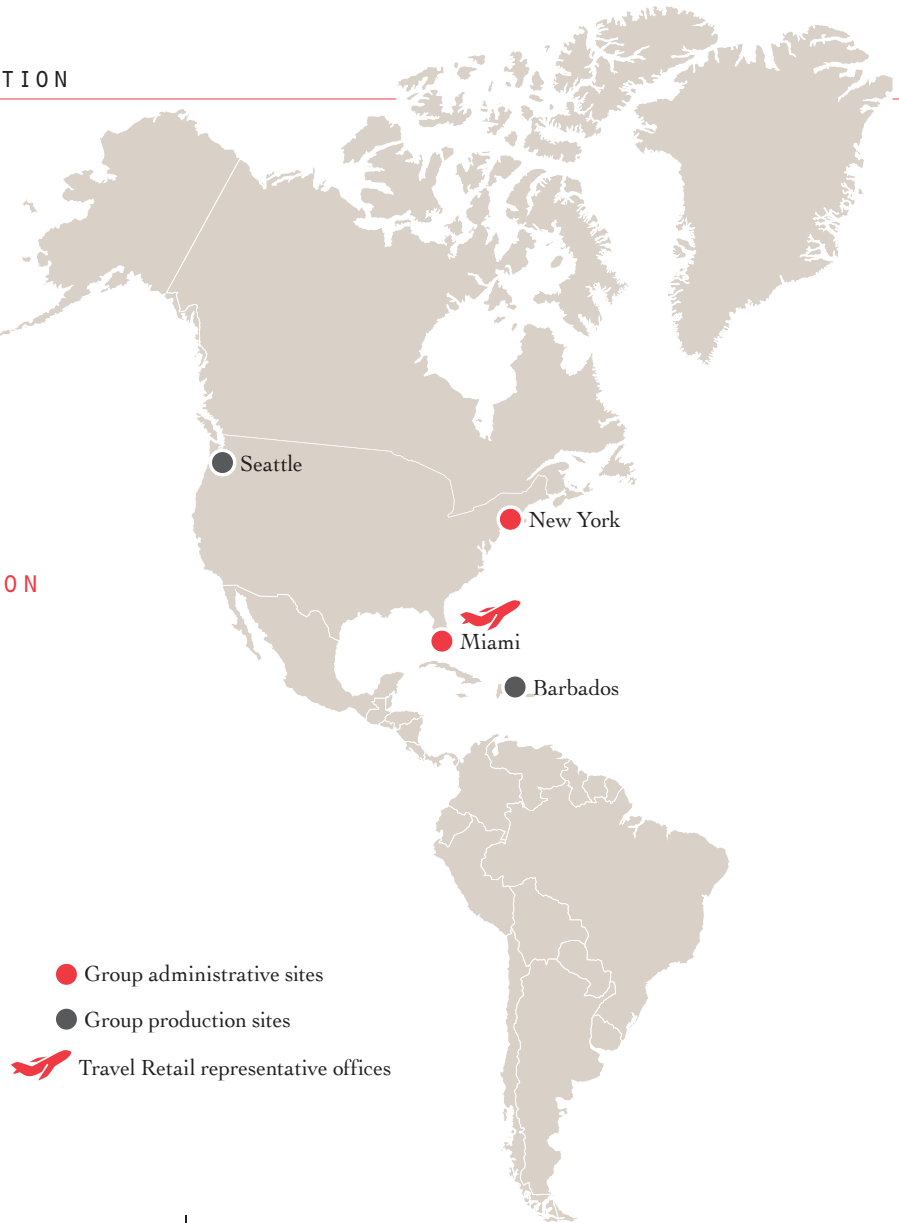 TION
Seattle
New York
ON
Miami
Barbados
Group administrative sites
Group production sites
Travel Retail representative offices